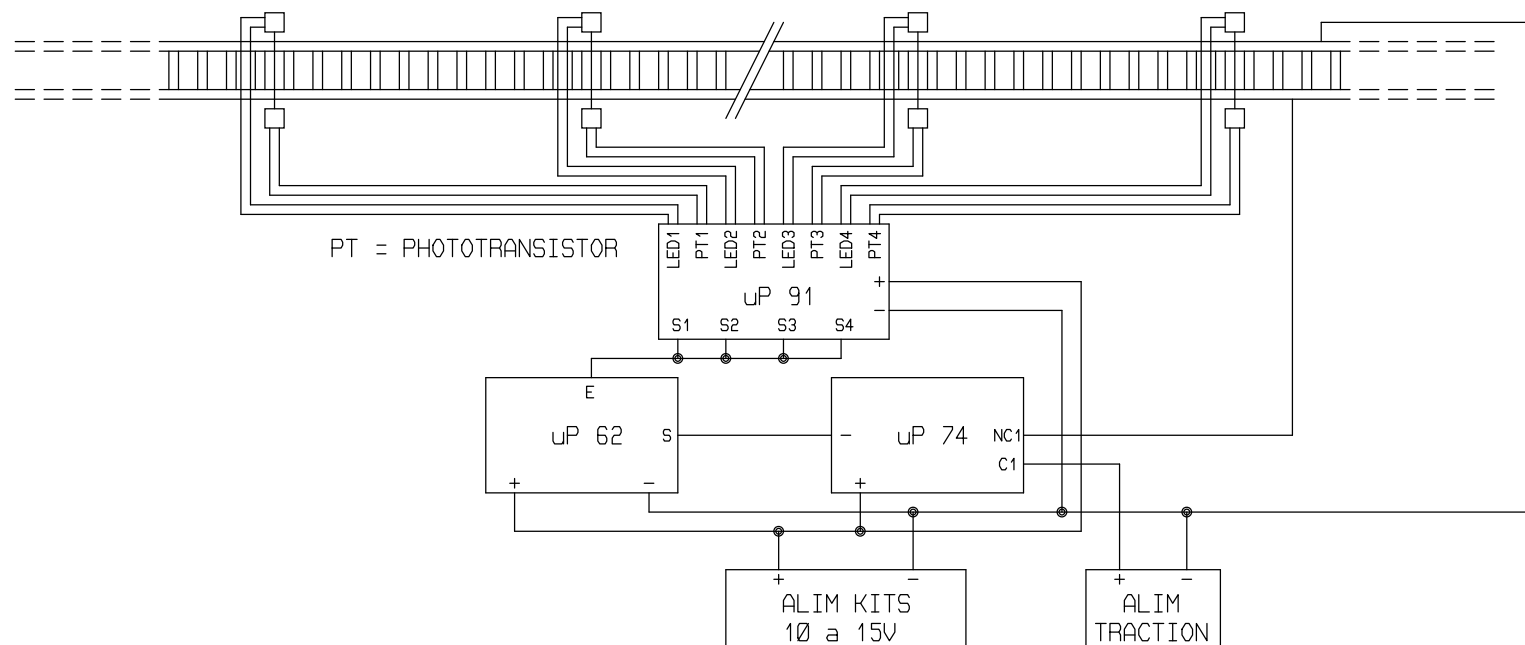 PT = PHOTOTRANSISTOR
LED1 PT1 LED2 PT2 LED3 PT3 LED4 PT4
+
uP 91
−
S1 S2 S3 S4
E
uP 62 S
− uP 74 NC1
C1
+ − +
+ − + −
ALIM KITS ALIM
10 a 15V TRACTION